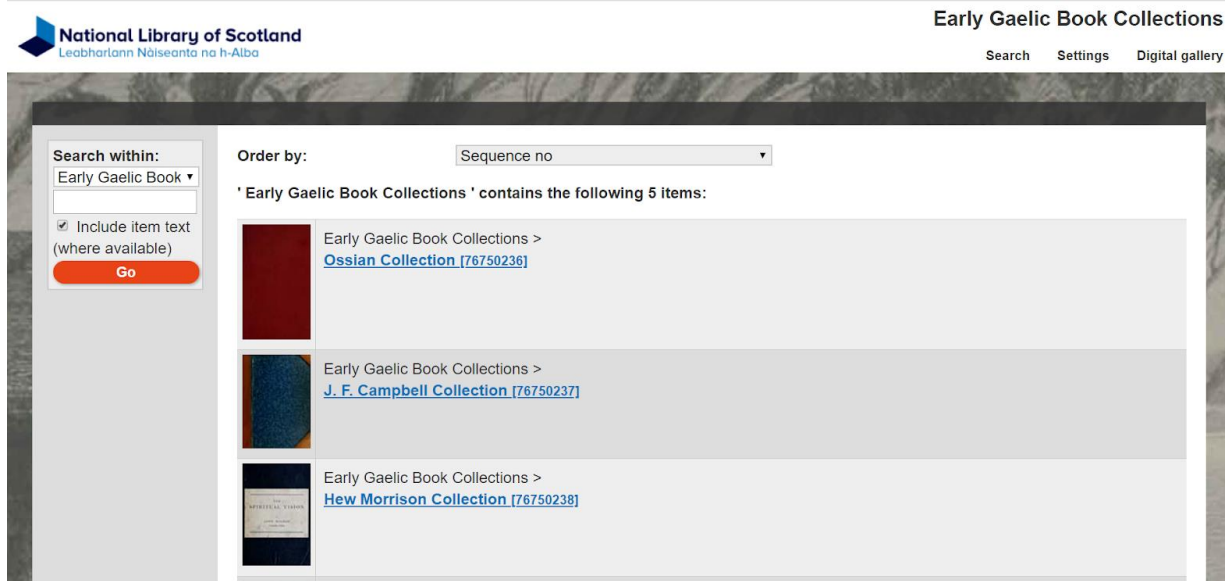 National Library of Scotland
Leabharlann Nàiseanta na h-Alba
Early Gaelic Book Collections
Search Settings Digital gallery
Search within:
Early Gaelic Book
Include item text
(where available)
Go
Order by: Sequence no
' Early Gaelic Book Collections ' contains the following 5 items:
Early Gaelic Book Collections >
Ossian Collection [76750236]
Early Gaelic Book Collections >
J. F. Campbell Collection [76750237]
Early Gaelic Book Collections >
Hew Morrison Collection [76750238]
SPIRITUAL VISION